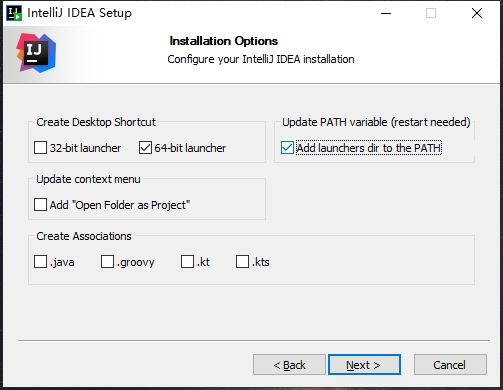 IntelliJ IDEA Setup
IJ
Installation Options
Configure your IntelliJ IDEA installation
Create Desktop Shortcut
32-bit launcher
64-bit launcher
Update PATH variable (restart needed)
Add launchers dir to the PATH
Update context menu
Add "Open Folder as Project"
Create Associations
.java
.groovy
.kt
.kts
< Back
Next >
Cancel